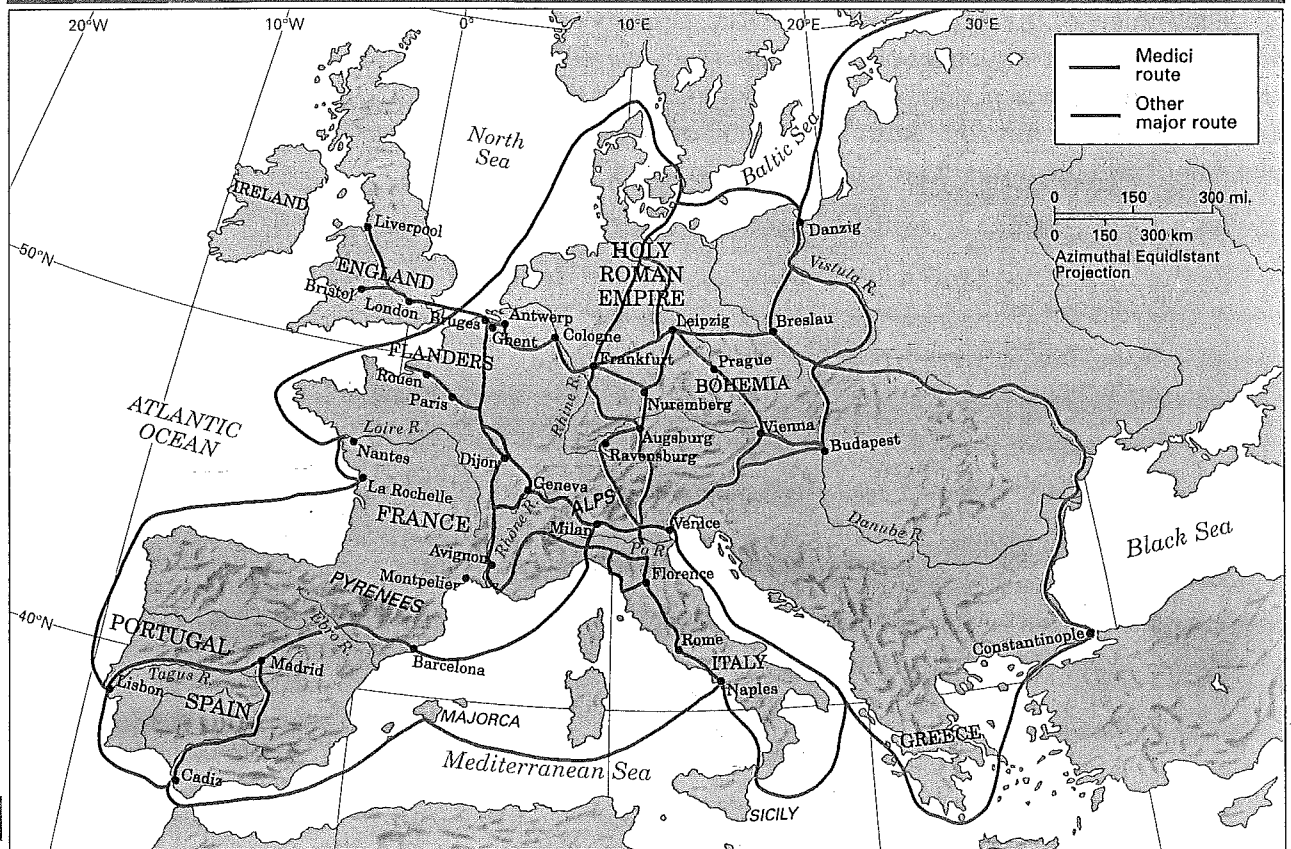 20°W
10°W
0°
10°E
20°E
30°E
Medici
route
Other
major route
0 150 300 mi.
0 150 300 km
Azimuthal Equidistant
Projection
North
Sea
Baltic Sea
IRELAND
Liverpool
50°N
ENGLAND
Bristol
London
Bruges
Antwerp
Ghent
Cologne
HOLY
ROMAN
EMPIRE
Danzig
Vistula R.
Leipzig
Breslau
FLANDERS
Frankfurt
Prague
BOHEMIA
Rouen
Paris
Rhine R.
Nuremberg
ATLANTIC
OCEAN
Loire R.
Augsburg
Vienna
Ravensburg
Budapest
Nantes
Dijon
La Rochelle
Geneva
ALPS
FRANCE
Rhone R.
Milan
Venice
Po R.
Danube R.
Black Sea
Avignon
Montpelier
Florence
PYRENEES
40°N
PORTUGAL
Ebro R.
Rome
ITALY
Constantinople
Barcelona
Madrid
Tagus R.
Lisbon
SPAIN
Naples
MAJORCA
GREECE
Mediterranean Sea
Cadiz
SICILY